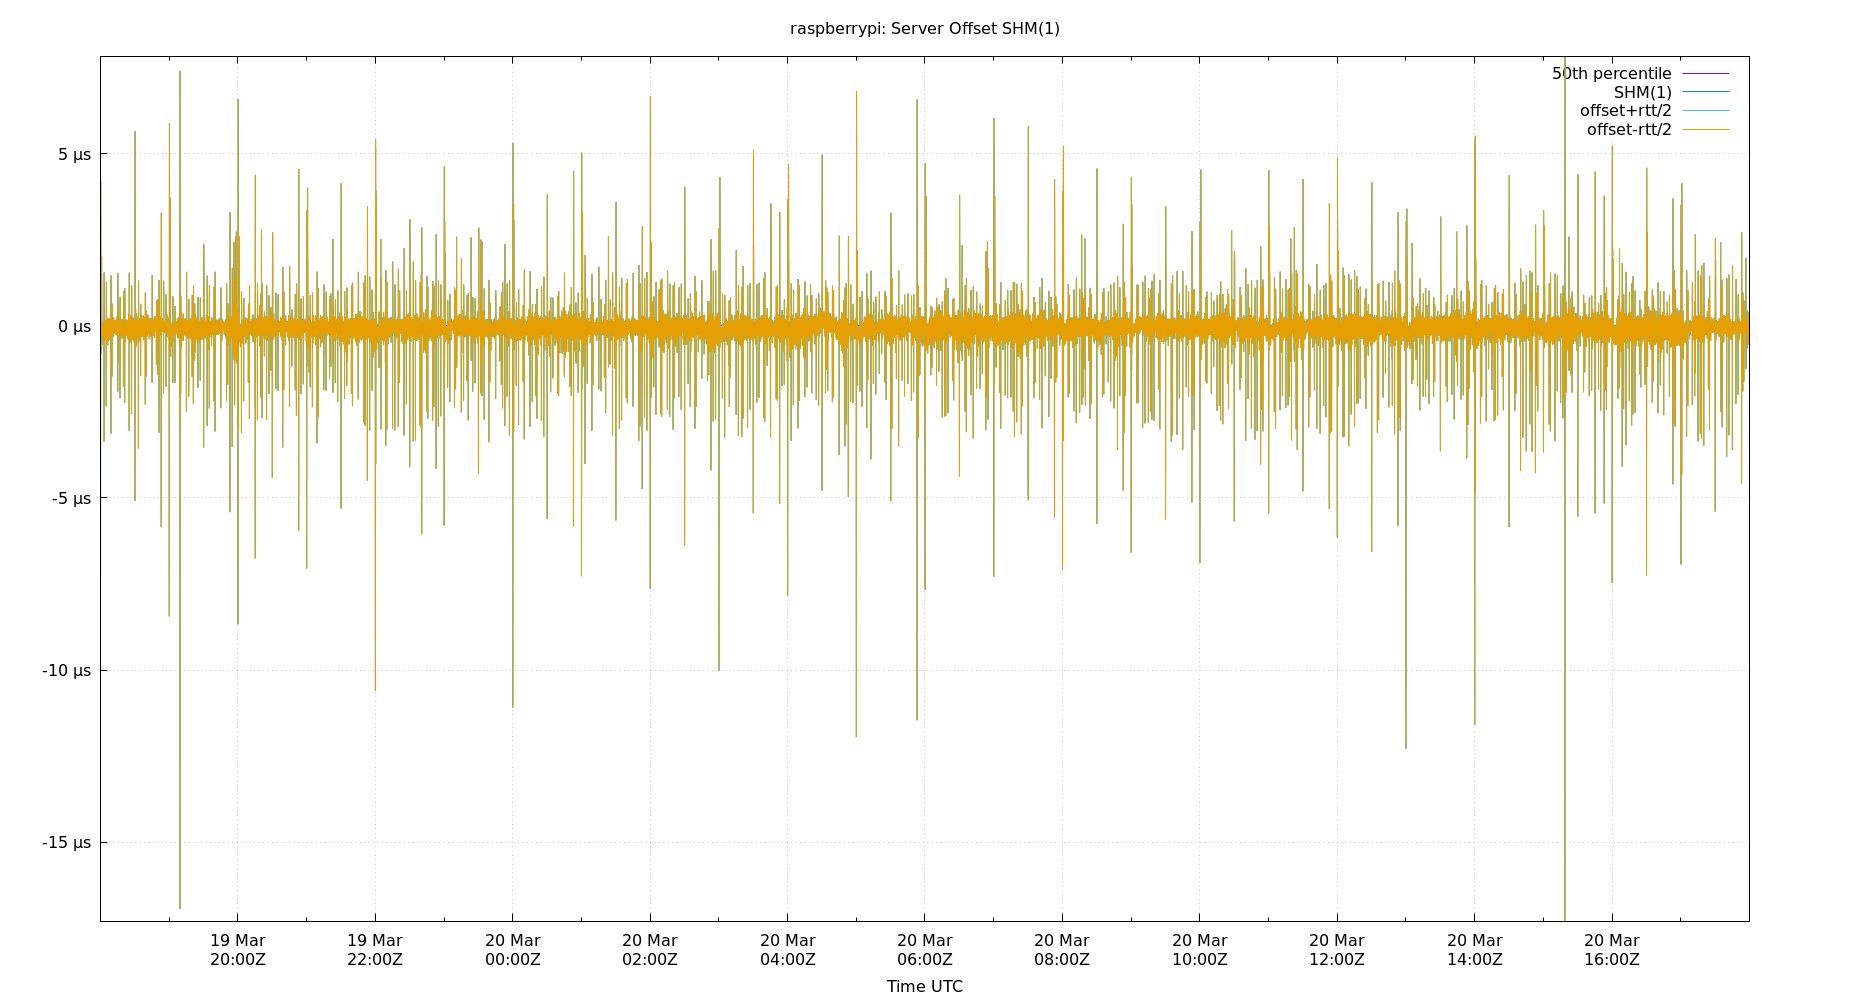 raspberrypi: Server Offset SHM(1)
50th percentile
SHM(1)
offset+rtt/2
offset-rtt/2
5 µs
0 µs
-5 µs
-10 µs
-15 µs
19 Mar 19 Mar 20 Mar 20 Mar 20 Mar 20 Mar 20 Mar 20 Mar 20 Mar 20 Mar 20 Mar
20:00Z 22:00Z 00:00Z 02:00Z 04:00Z 06:00Z 08:00Z 10:00Z 12:00Z 14:00Z 16:00Z
Time UTC